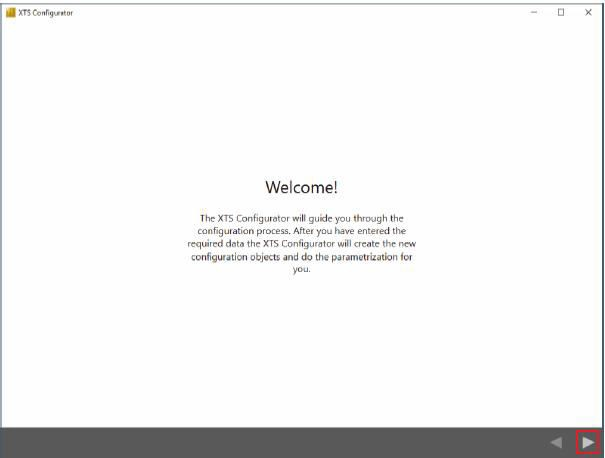 XTS Configurator
Welcome!
The XTS Configurator will guide you through the
configuration process. After you have entered the
required data the XTS Configurator will create the new
configuration objects and do the parametrization for
you.